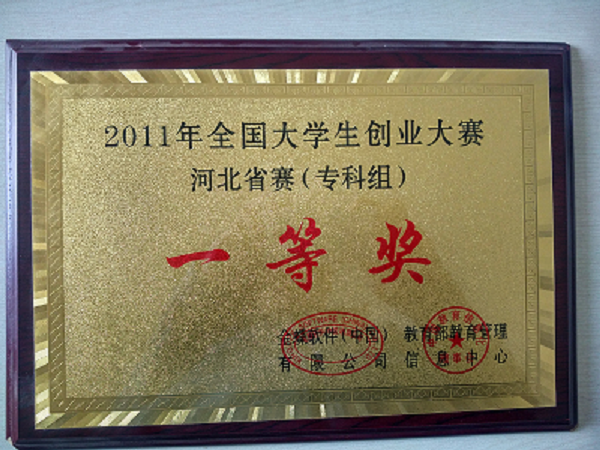 2011年全国大学生创业大赛
河北省赛(专科组)
一等奖
金蝶软件(中国) 教育部教育管理
有限公司 信息中心